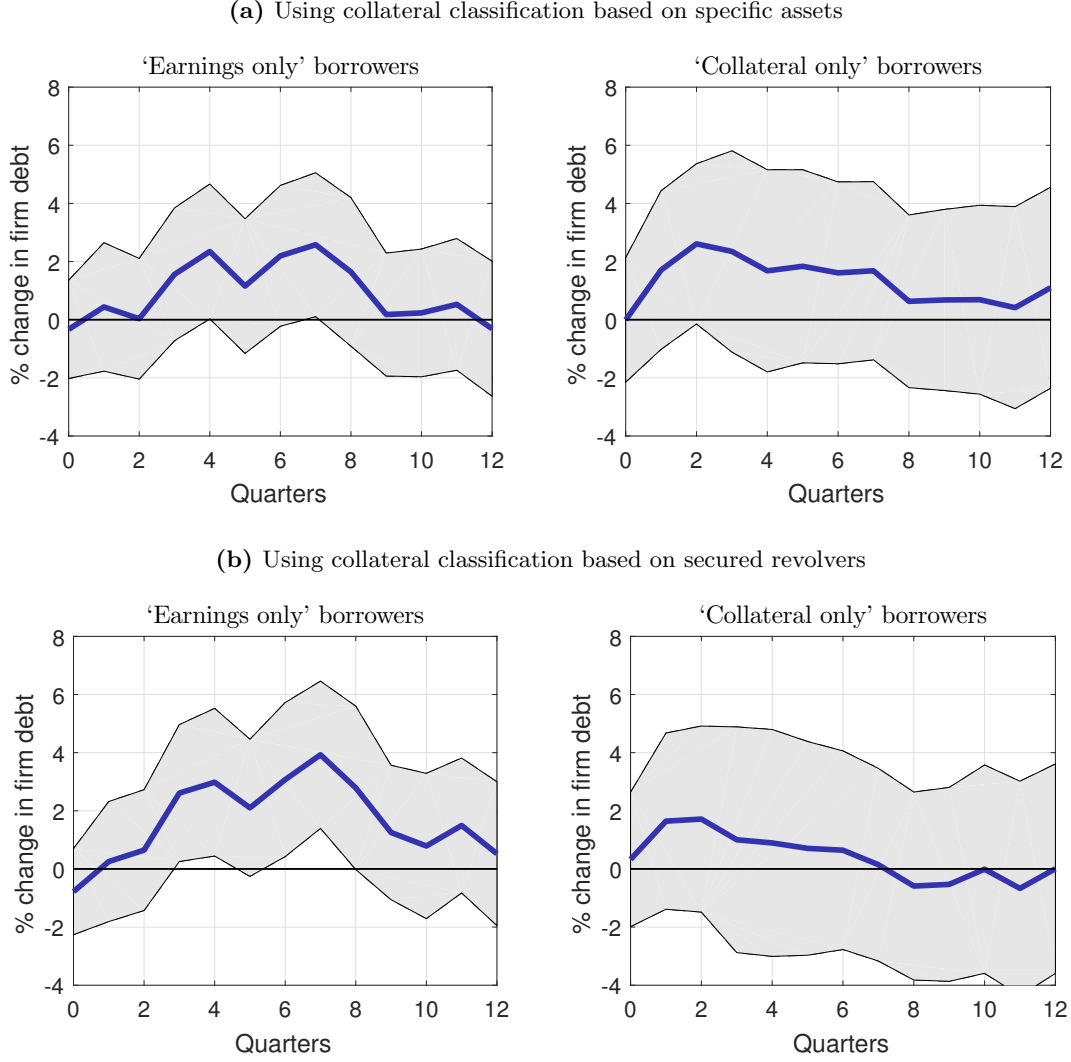 (a) Using collateral classification based on specific assets
‘Earnings only’ borrowers
% change in firm debt
8
6
4
2
0
-2
-4
0 2 4 6 8 10 12
Quarters
‘Collateral only’ borrowers
% change in firm debt
8
6
4
2
0
-2
-4
0 2 4 6 8 10 12
Quarters
(b) Using collateral classification based on secured revolvers
‘Earnings only’ borrowers
% change in firm debt
8
6
4
2
0
-2
-4
0 2 4 6 8 10 12
Quarters
‘Collateral only’ borrowers
% change in firm debt
8
6
4
2
0
-2
-4
0 2 4 6 8 10 12
Quarters